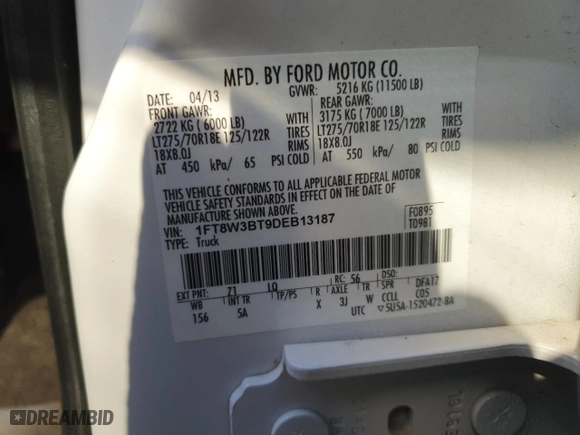 MFD. BY FORD MOTOR CO.
DATE: 04/13 GVWR: 5216 KG (11500 LB)
FRONT GAWR: REAR GAWR:
2722 KG ( 6000 LB) WITH 3175 KG ( 7000 LB) WITH
LT275/70R18E 125/122R TIRES LT275/70R18E 125/122R TIRES
18X8.0J RIMS 18X8.0J RIMS
AT 450 kPa/ 65 PSI COLD AT 550 kPa/ 80 PSI COLD
THIS VEHICLE CONFORMS TO ALL APPLICABLE FEDERAL MOTOR
VEHICLE SAFETY STANDARDS IN EFFECT ON THE DATE OF
MANUFACTURE SHOWN ABOVE.
VIN: 1FT8W3BT9DEB13187 F0895
TYPE: Truck T0981
EXT PNT: Z1 LQ RC: 56 DSO:
WB INT TR TP/PS R AXLE TR SPR DFA17
156 5A X 3J W CCLL C05
UTC 5U5A-1520472-BA
DREAMBID